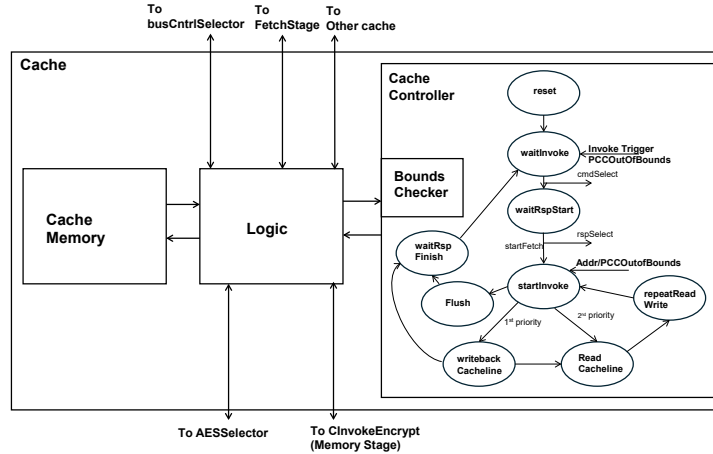 To
busCntrlSelector
To
FetchStage
To
Other cache
Cache
Cache
Controller
reset
waitInvoke
Invoke Trigger
PCCOutOfBounds
cmdSelect
Bounds
Checker
waitRspStart
Cache
Memory
Logic
waitRsp
Finish
startFetch
rspSelect
Addr/PCCOutofBounds
startInvoke
repeatRead
Write
Flush
1st priority
2nd priority
writeback
Cacheline
Read
Cacheline
To AESSelector
To CInvokeEncrypt
(Memory Stage)